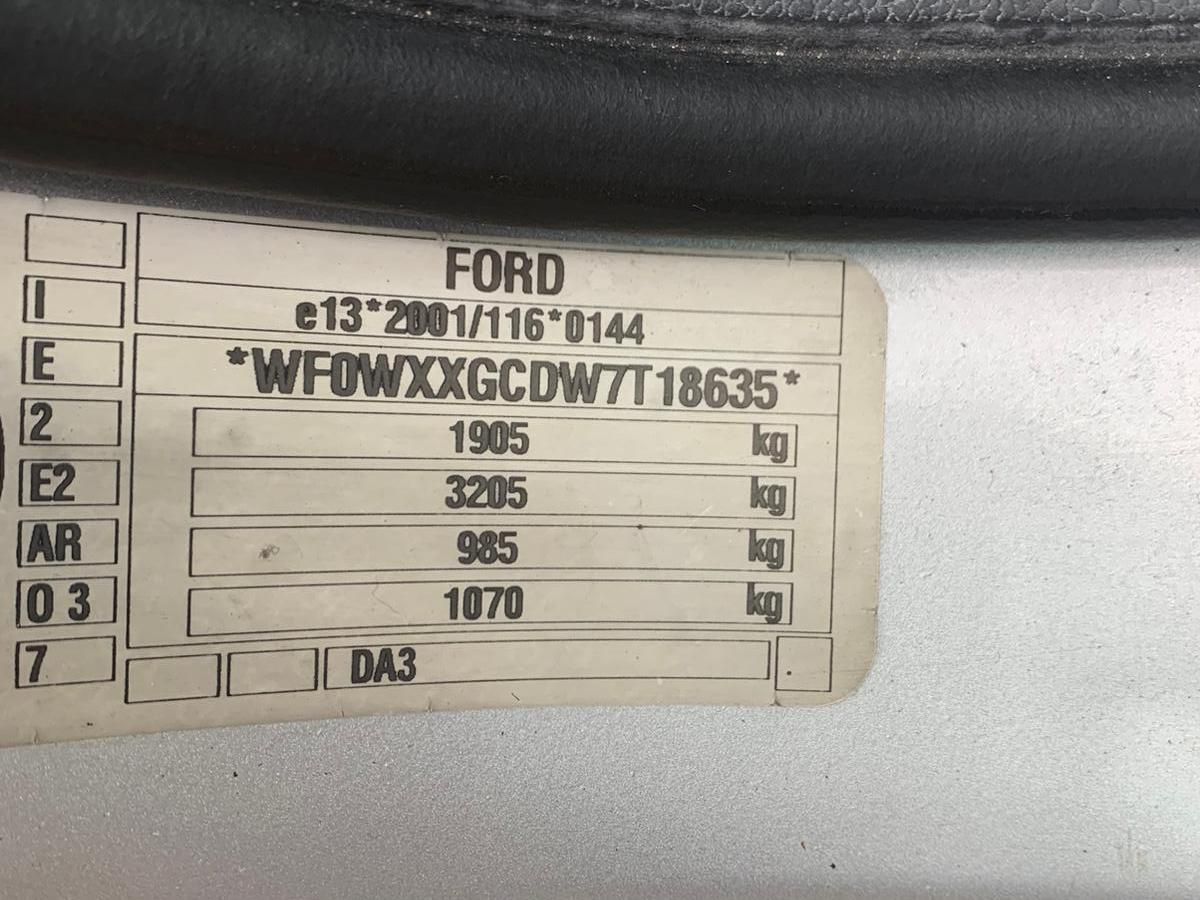 FORD
e13*2001/116*0144
*WF0WXXGCDW7T18635*
1905 kg
3205 kg
985 kg
1070 kg
DA3
I
E
2
E2
AR
O 3
7